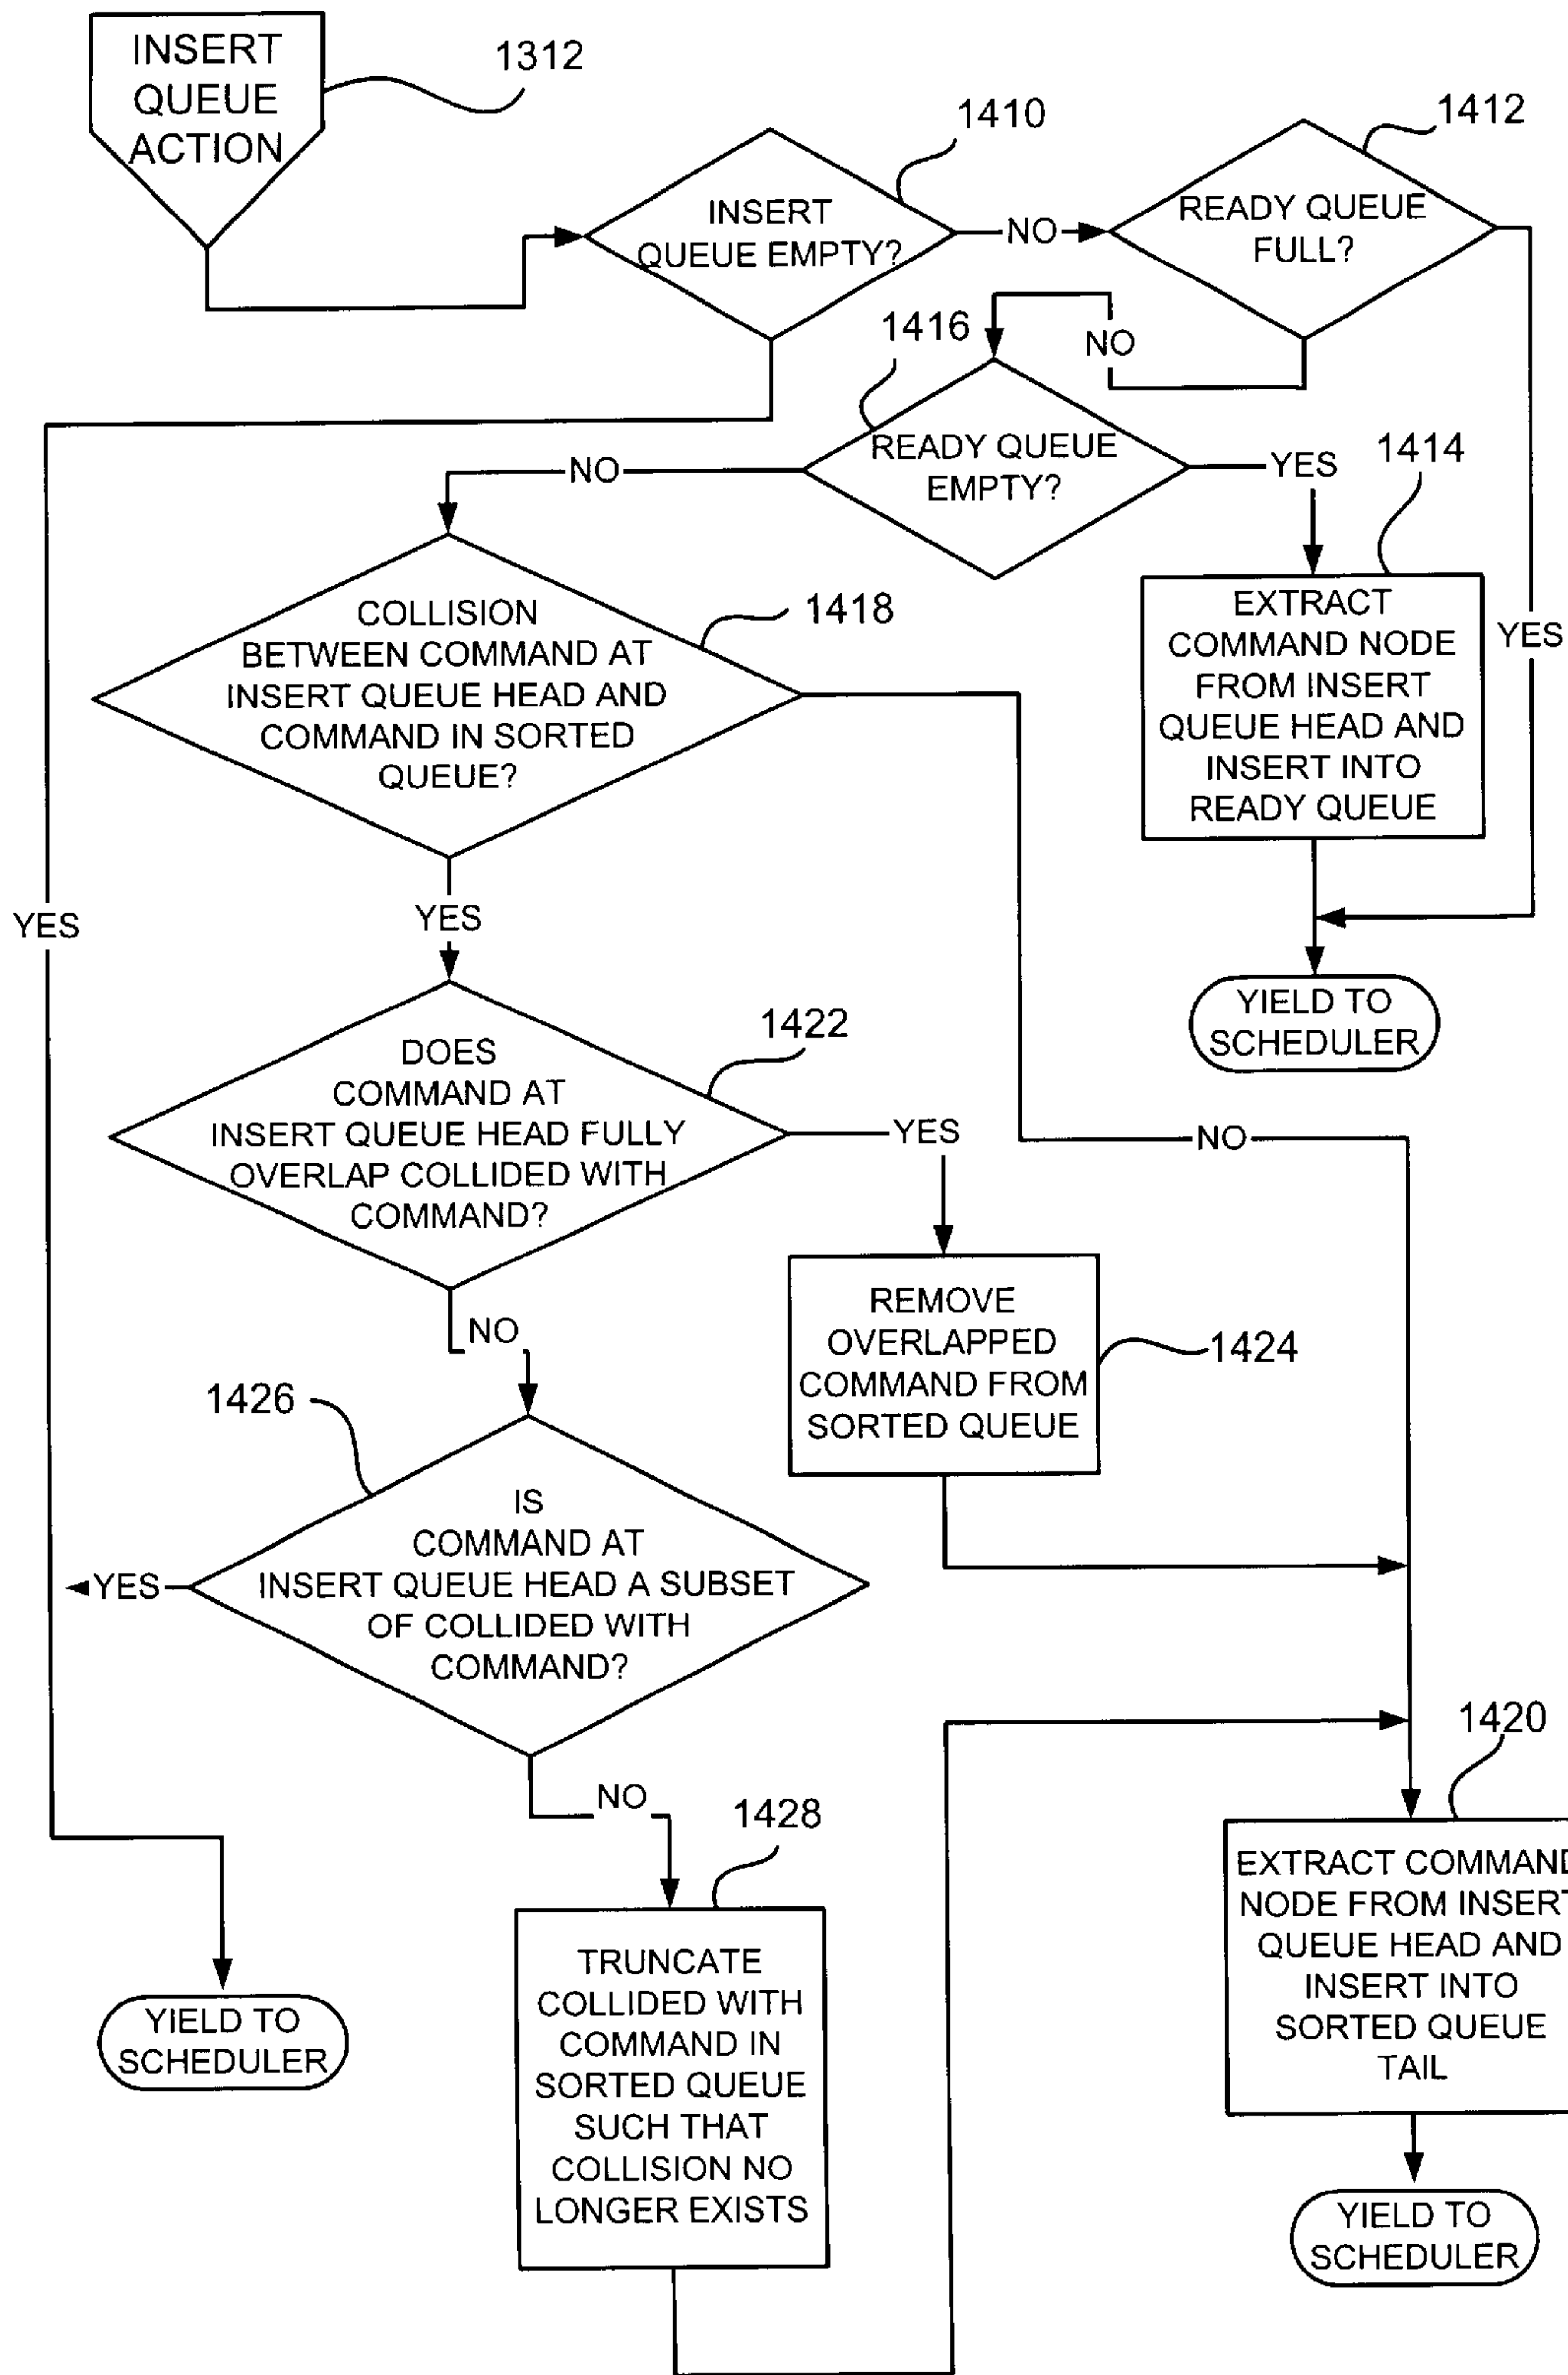 INSERT
QUEUE
ACTION
1312
1410
1412
INSERT
QUEUE EMPTY?
NO
READY QUEUE
FULL?
1416
NO
READY QUEUE
EMPTY?
NO
YES
1414
COLLISION
BETWEEN COMMAND AT
INSERT QUEUE HEAD AND
COMMAND IN SORTED
QUEUE?
1418
EXTRACT
COMMAND NODE
FROM INSERT
QUEUE HEAD AND
INSERT INTO
READY QUEUE
YES
YES
YES
YIELD TO
SCHEDULER
DOES
COMMAND AT
INSERT QUEUE HEAD FULLY
OVERLAP COLLIDED WITH
COMMAND?
1422
YES
NO
NO
REMOVE
OVERLAPPED
COMMAND FROM
SORTED QUEUE
1424
1426
IS
COMMAND AT
INSERT QUEUE HEAD A SUBSET
OF COLLIDED WITH
COMMAND?
YES
NO
1428
1420
TRUNCATE
COLLIDED WITH
COMMAND IN
SORTED QUEUE
SUCH THAT
COLLISION NO
LONGER EXISTS
EXTRACT COMMAND
NODE FROM INSERT
QUEUE HEAD AND
INSERT INTO
SORTED QUEUE
TAIL
YIELD TO
SCHEDULER
YIELD TO
SCHEDULER